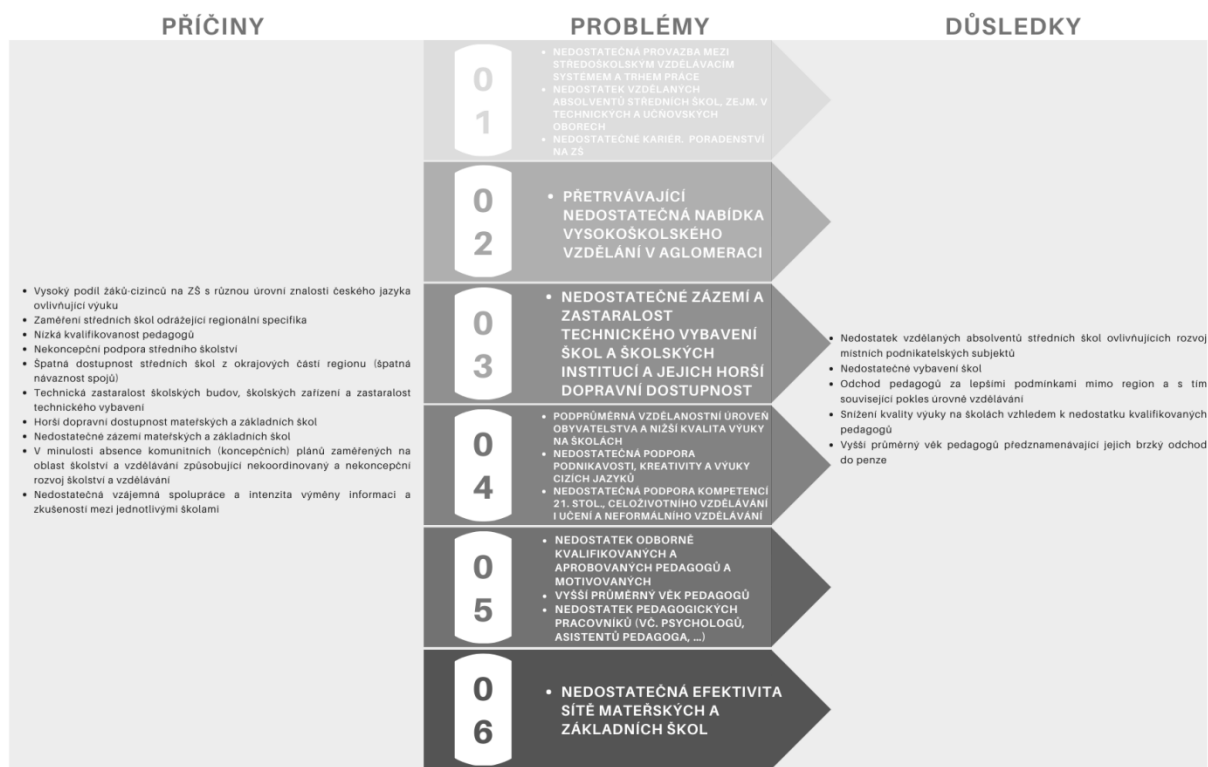 PŘÍČINY
PROBLÉMY
DŮSLEDKY
• Vysoký podíl žáků-cizinců na ZŠ s různou úrovní znalosti českého jazyka
ovlivňující výuku
• Zaměření středních škol odrážející regionální specifika
• Nízká kvalifikovanost pedagogů
• Nekoncepční podpora středního školství
• Špatná dostupnost středních škol z okrajových částí regionu (špatná
návaznost spojů)
• Technická zastaralost školských budov, školských zařízení a zastaralost
technického vybavení
• Horší dopravní dostupnost mateřských a základních škol
• Nedostatečné zázemí mateřských a základních škol
• V minulosti absence komunitních (koncepčních) plánů zaměřených na
oblast školství a vzdělávání způsobující nekoordinovaný a nekoncepční
rozvoj školství a vzdělávání
• Nedostatečná vzájemná spolupráce a intenzita výměny informací a
zkušeností mezi jednotlivými školami
0
1
• NEDOSTATEČNÁ PROVAZBA MEZI
STŘEDOŠKOLSKÝM VZDĚLÁVACÍM
SYSTÉMEM A TRHEM PRÁCE
• NEDOSTATEK VZDĚLANÝCH
ABSOLVENTŮ STŘEDNÍCH ŠKOL, ZEJM. V
TECHNICKÝCH A UČŇOVSKÝCH
OBORECH
• NEDOSTATEČNÉ KARIÉR. PORADENSTVÍ
NA ZŠ
0
2
• PŘETRVÁVAJÍCÍ
NEDOSTATEČNÁ NABÍDKA
VYSOKOŠKOLSKÉHO
VZDĚLÁNÍ V AGLOMERACI
0
3
• NEDOSTATEČNÉ ZÁZEMÍ A
ZASTARALOST
TECHNICKÉHO VYBAVENÍ
ŠKOL A ŠKOLSKÝCH
INSTITUCÍ A JEJICH HORŠÍ
DOPRAVNÍ DOSTUPNOST
0
4
• PODPRŮMĚRNÁ VZDĚLANOSTNÍ ÚROVEŇ
OBYVATELSTVA A NIŽŠÍ KVALITA VÝUKY
NA ŠKOLÁCH
• NEDOSTATEČNÁ PODPORA
PODNIKAVOSTI, KREATIVITY A VÝUKY
CIZÍCH JAZYKŮ
• NEDOSTATEČNÁ PODPORA KOMPETENCÍ
21. STOL., CELOŽIVOTNÍHO VZDĚLÁVÁNÍ
I UČENÍ A NEFORMÁLNÍHO VZDĚLÁVÁNÍ
0
5
• NEDOSTATEK ODBORNĚ
KVALIFIKOVANÝCH A
APROBOVANÝCH PEDAGOGŮ A
MOTIVOVANÝCH
• VYŠŠÍ PRŮMĚRNÝ VĚK PEDAGOGŮ
• NEDOSTATEK PEDAGOGICKÝCH
PRACOVNÍKŮ (VČ. PSYCHOLOGŮ,
ASISTENTŮ PEDAGOGA, ...)
0
6
• NEDOSTATEČNÁ EFEKTIVITA
SÍTĚ MATEŘSKÝCH A
ZÁKLADNÍCH ŠKOL
• Nedostatek vzdělaných absolventů středních škol ovlivňujících rozvoj
místních podnikatelských subjektů
• Nedostatečné vybavení škol
• Odchod pedagogů za lepšími podmínkami mimo region a s tím
související pokles úrovně vzdělávání
• Snížení kvality výuky na školách vzhledem k nedostatku kvalifikovaných
pedagogů
• Vyšší průměrný věk pedagogů předznamenávající jejich brzký odchod
do penze